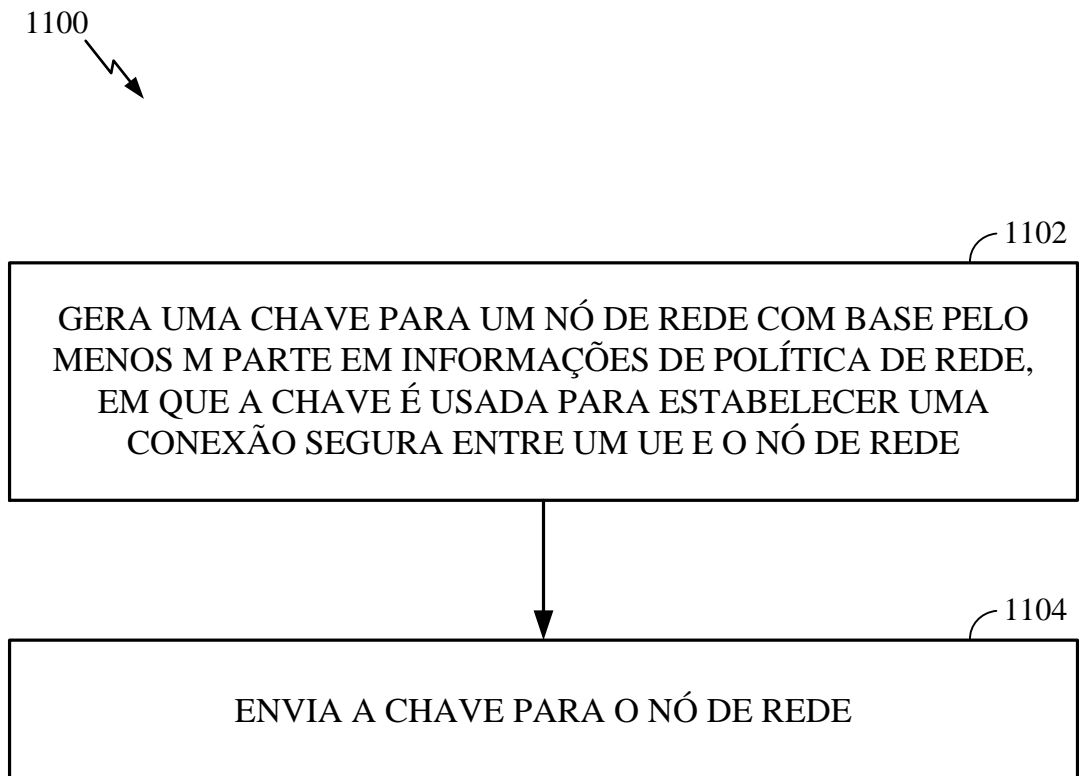 1100
1102
GERA UMA CHAVE PARA UM NÓ DE REDE COM BASE PELO
MENOS M PARTE EM INFORMAÇÕES DE POLÍTICA DE REDE,
EM QUE A CHAVE É USADA PARA ESTABELECER UMA
CONEXÃO SEGURA ENTRE UM UE E O NÓ DE REDE
1104
ENVIA A CHAVE PARA O NÓ DE REDE